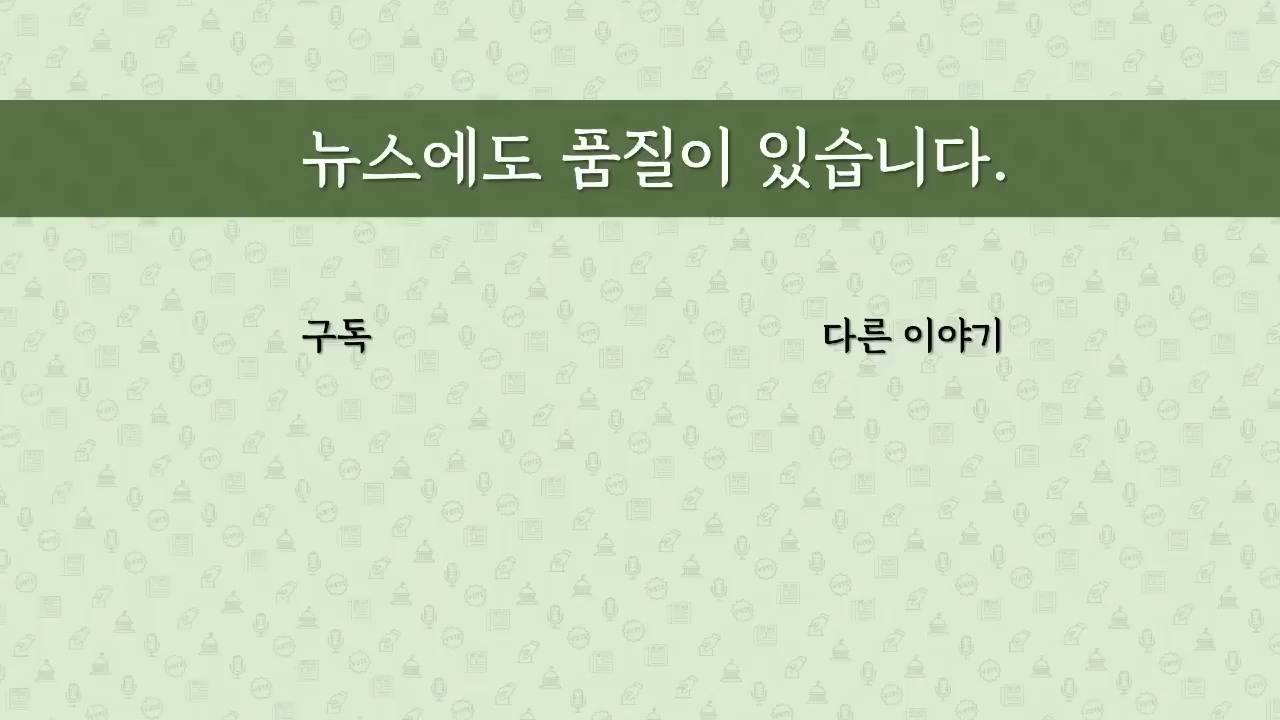 뉴스에도 품질이 있습니다.
구독
다른 이야기